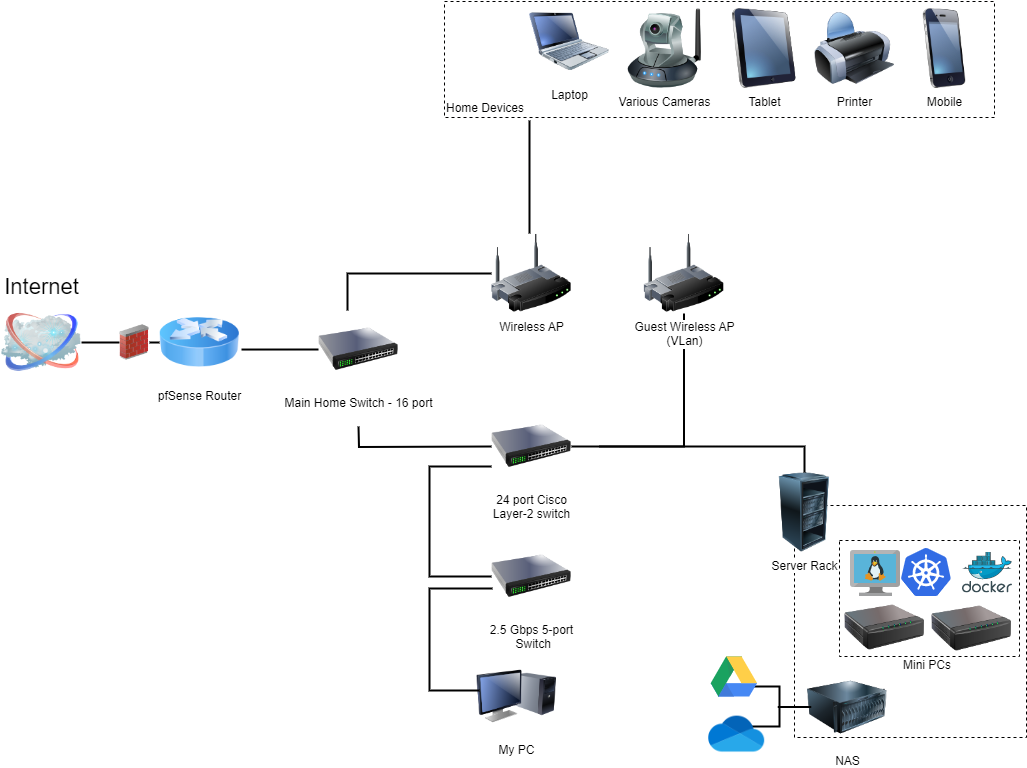 Laptop
Various Cameras
Tablet
Printer
Mobile
Home Devices
Internet
Wireless AP
Guest Wireless AP
(VLan)
pfSense Router
Main Home Switch - 16 port
24 port Cisco
Layer-2 switch
Server Rack
docker
2.5 Gbps 5-port
Switch
Mini PCs
My PC
NAS